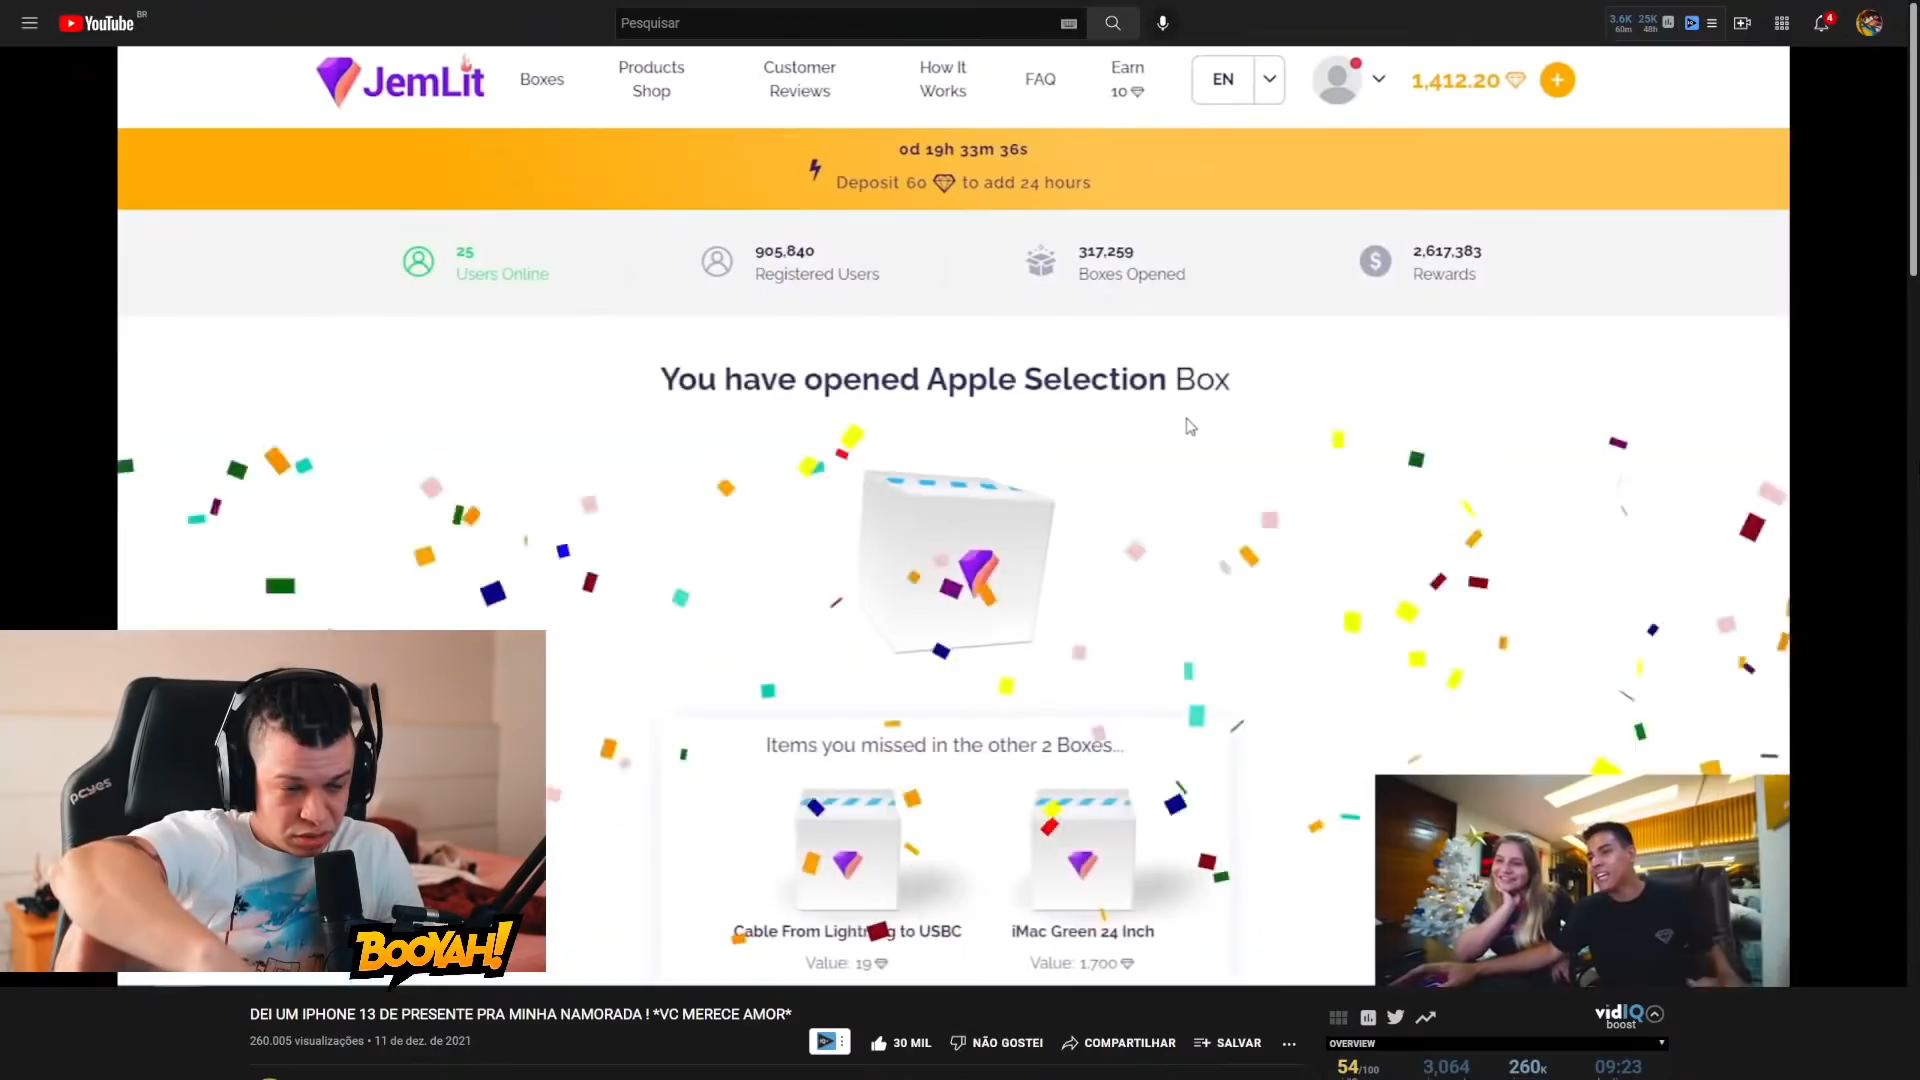 YouTube BR
Pesquisar
3.6K 25K
60m 48h
4
JemLit
Boxes
Products
Shop
Customer
Reviews
How It
Works
FAQ
Earn
10
EN
1,412.20
0d 19h 33m 36s
Deposit 60 to add 24 hours
25
Users Online
905,840
Registered Users
317,259
Boxes Opened
2,617,383
Rewards
You have opened Apple Selection Box
Items you missed in the other 2 Boxes...
Cable From Lightning to USBC
Value: 19
iMac Green 24 Inch
Value: 1,700
pcyes
BOOYAH!
DEI UM IPHONE 13 DE PRESENTE PRA MINHA NAMORADA ! *VC MERECE AMOR*
260.005 visualizações • 11 de dez. de 2021
30 MIL
NÃO GOSTEI
COMPARTILHAR
SALVAR
vidIQ
boost
OVERVIEW
54/100
3,064
260K
09:23